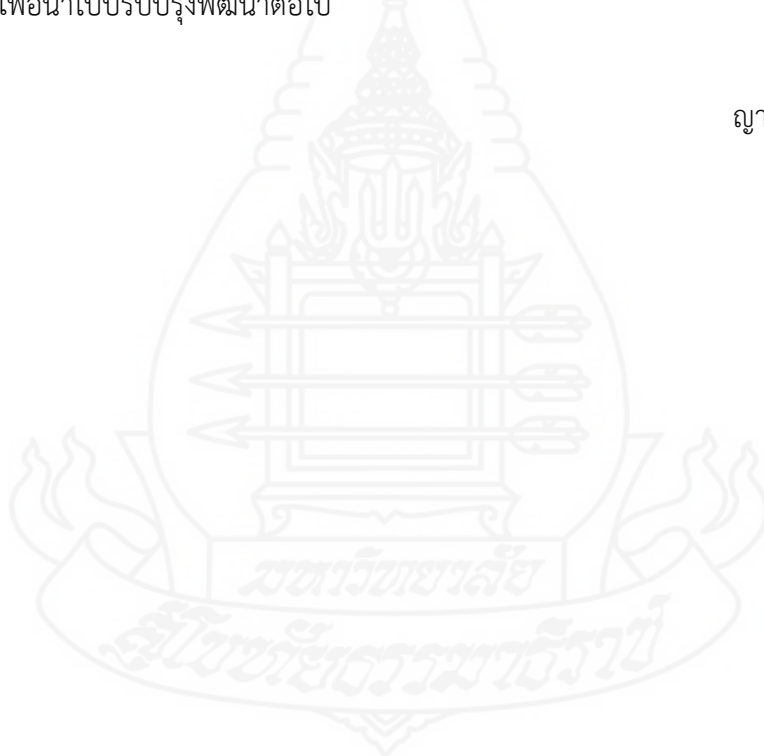 เพื่อนำไปปรับปรุงพัฒนาต่อไป
ญา
มหาวิทยาลัย
สุโขทัยธรรมาธิราช